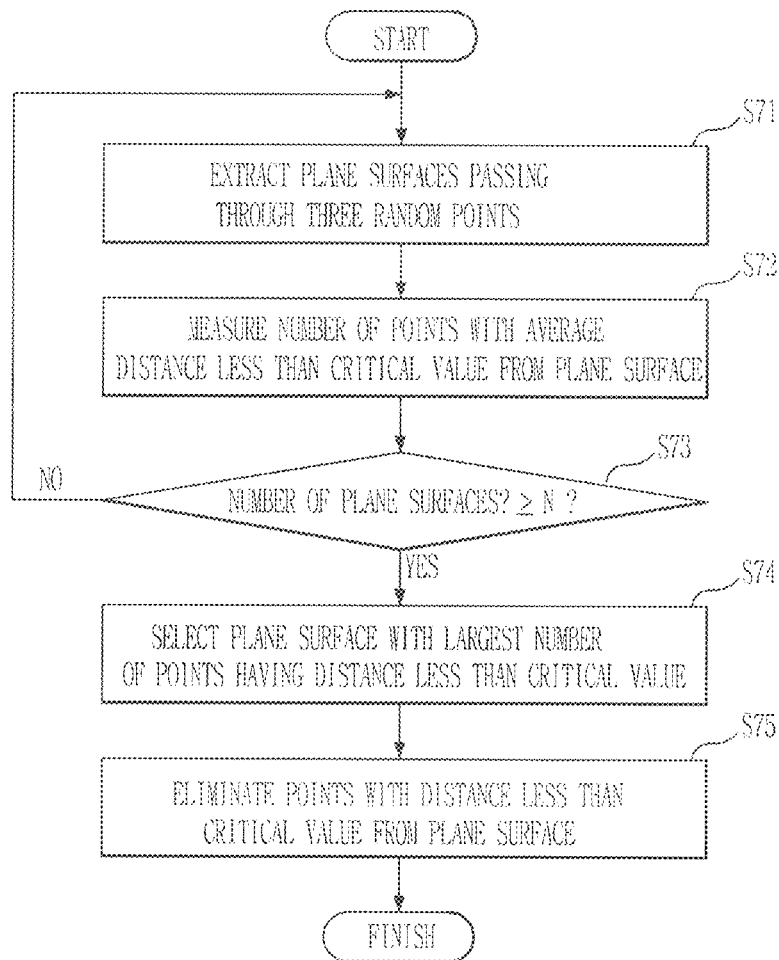 START
S71
EXTRACT PLANE SURFACES PASSING
THROUGH THREE RANDOM POINTS
S72
MEASURE NUMBER OF POINTS WITH AVERAGE
DISTANCE LESS THAN CRITICAL VALUE FROM PLANE SURFACE
S73
NO
NUMBER OF PLANE SURFACES? ≥ N ?
YES
S74
SELECT PLANE SURFACE WITH LARGEST NUMBER
OF POINTS HAVING DISTANCE LESS THAN CRITICAL VALUE
S75
ELIMINATE POINTS WITH DISTANCE LESS THAN
CRITICAL VALUE FROM PLANE SURFACE
FINISH